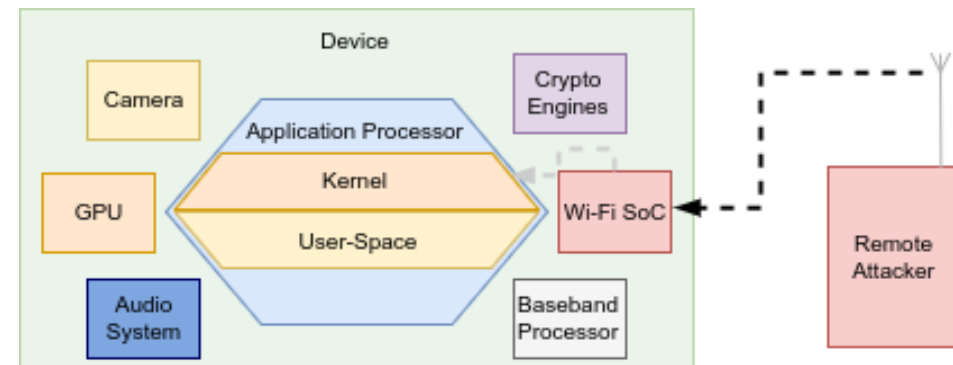 Device
Camera
Crypto
Engines
Application Processor
Kernel
GPU
Wi-Fi SoC
User-Space
Remote
Attacker
Audio
System
Baseband
Processor